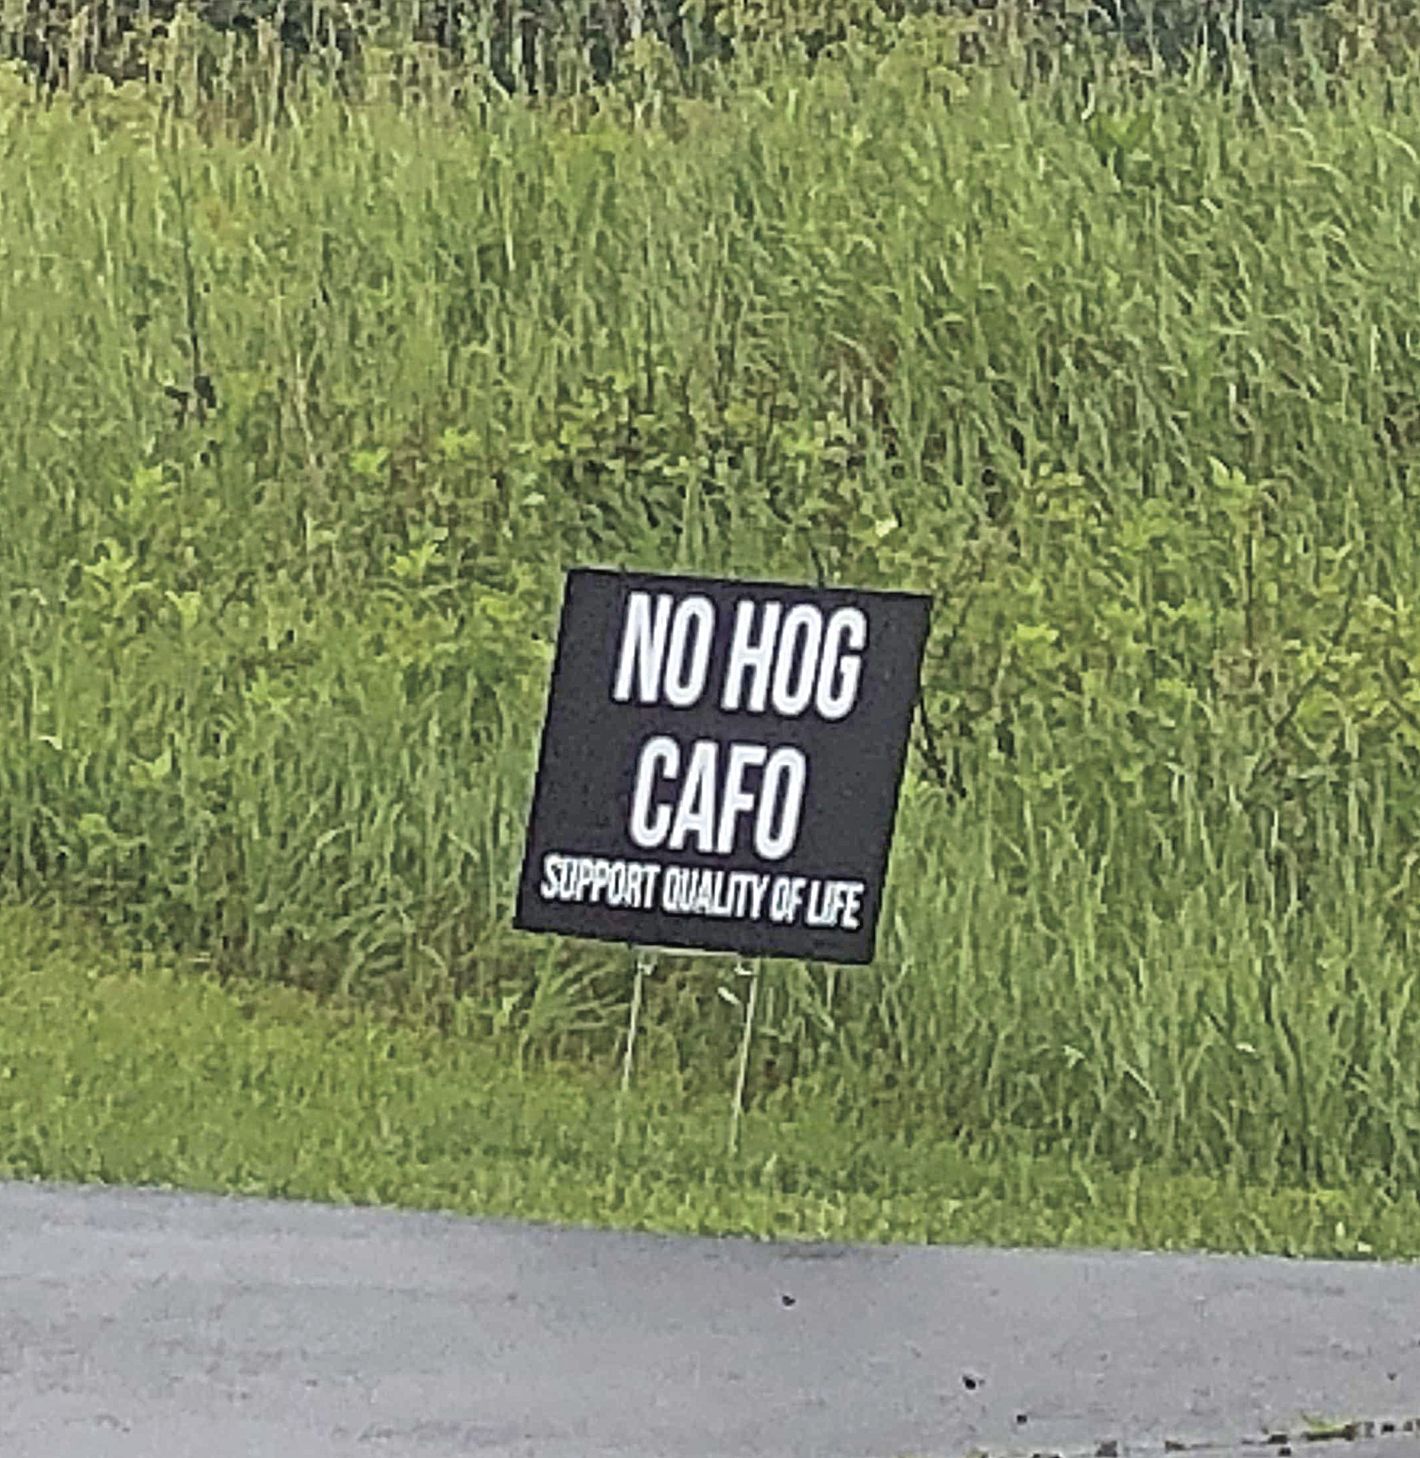 NO HOG
CAFO
SUPPORT QUALITY OF LIFE